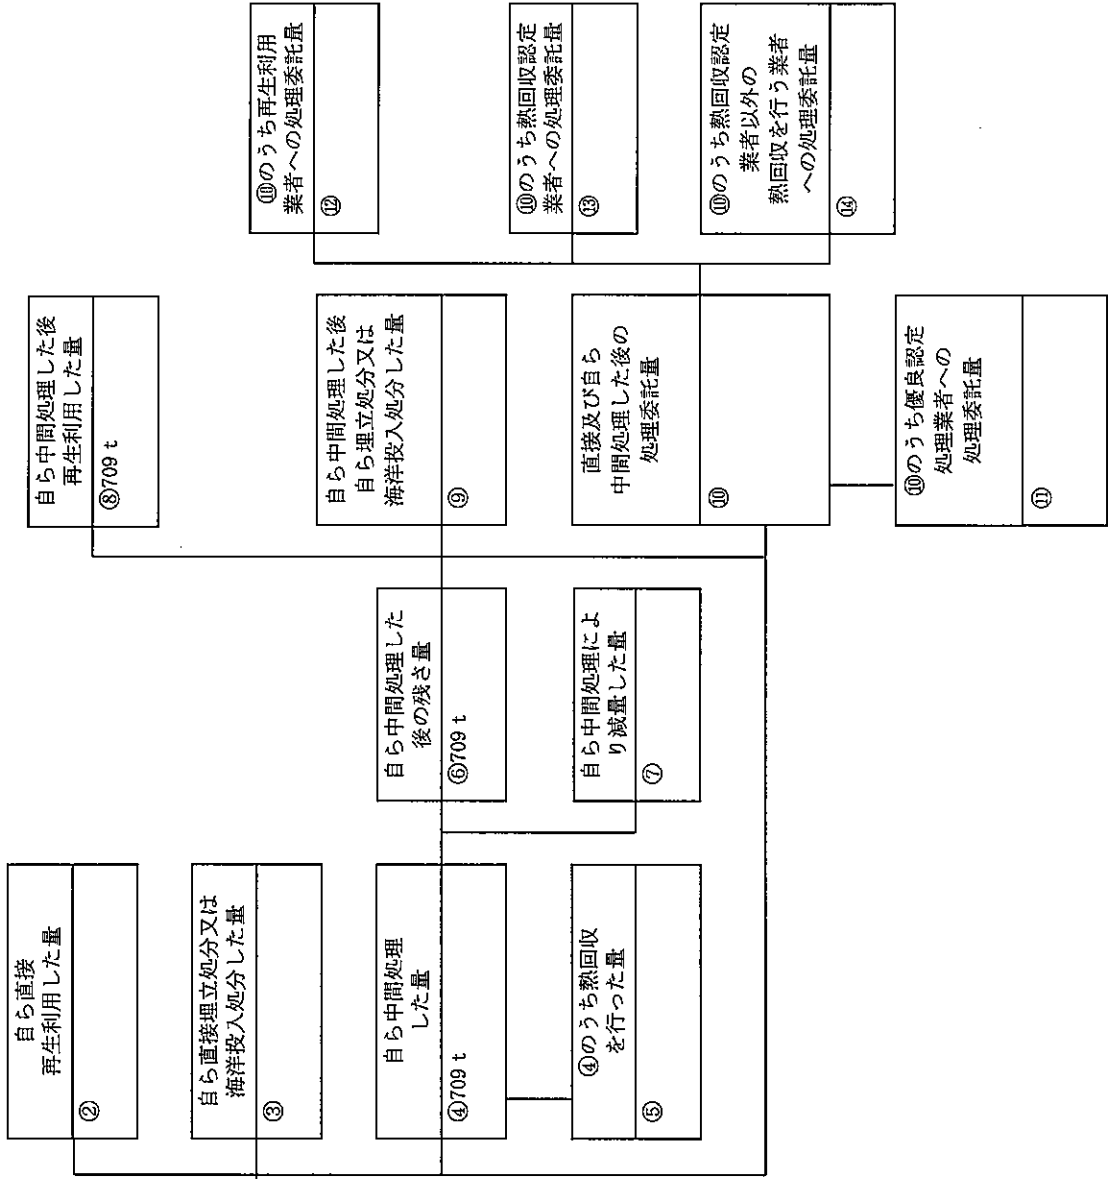 自ら直接
再生利用した量
②
自ら直接埋立処分又は
海洋投入処分した量
③
自ら中間処理
した量
④709 t
④のうち熱回収
を行った量
⑤
自ら中間処理した
後の残さ量
⑥709 t
自ら中間処理によ
り減量した量
⑦
自ら中間処理した後
再生利用した量
⑧709 t
自ら中間処理した後
自ら埋立処分又は
海洋投入処分した量
⑨
直接及び自ら
中間処理した後の
処理委託量
⑩
⑩のうち優良認定
処理業者への
処理委託量
⑪
⑩のうち再生利用
業者への処理委託量
⑫
⑩のうち熱回収認定
業者への処理委託量
⑬
⑩のうち熱回収認定
業者以外の
熱回収を行う業者
への処理委託量
⑭